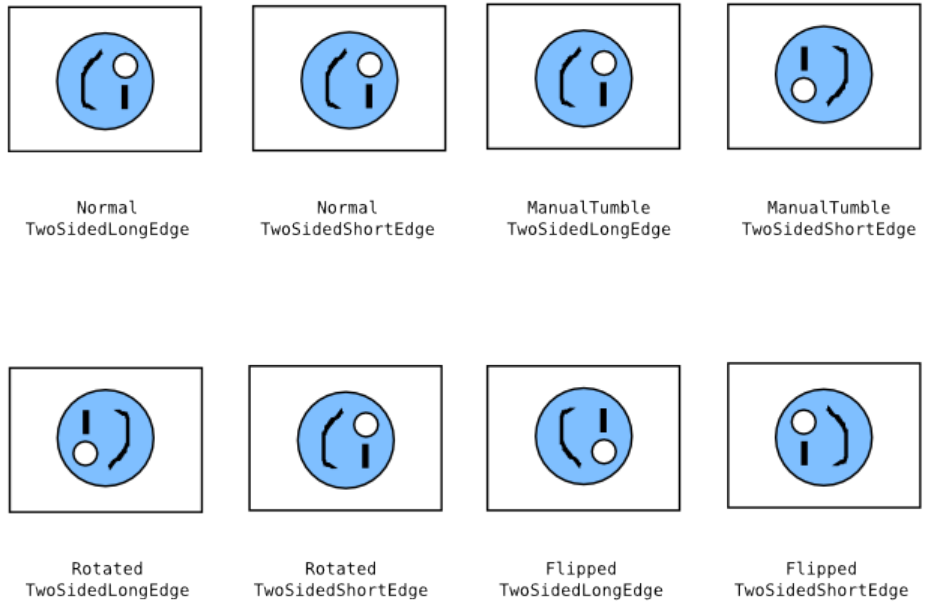 Normal
TwoSidedLongEdge
Normal
TwoSidedShortEdge
ManualTumble
TwoSidedLongEdge
ManualTumble
TwoSidedShortEdge
Rotated
TwoSidedLongEdge
Rotated
TwoSidedShortEdge
Flipped
TwoSidedLongEdge
Flipped
TwoSidedShortEdge